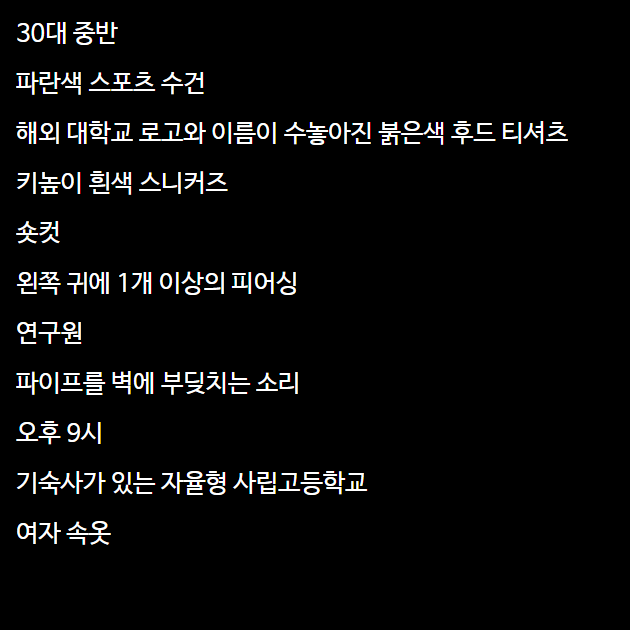 30대 중반
파란색 스포츠 수건
해외 대학교 로고와 이름이 수놓아진 붉은색 후드 티셔츠
키높이 흰색 스니커즈
숏컷
왼쪽 귀에 1개 이상의 피어싱
연구원
파이프를 벽에 부딪치는 소리
오후 9시
기숙사가 있는 자율형 사립고등학교
여자 속옷